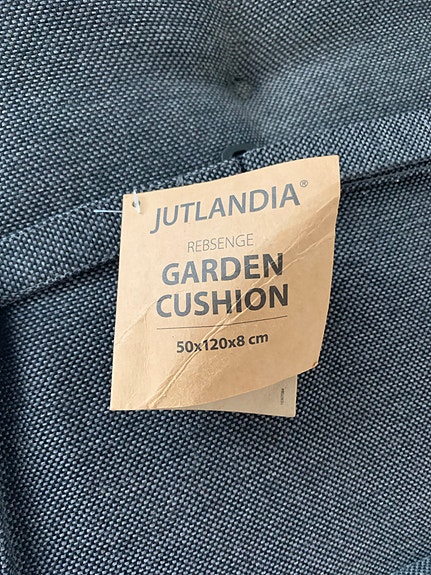 JUTLANDIA®
REBSENGE
GARDEN
CUSHION
50x120x8 cm